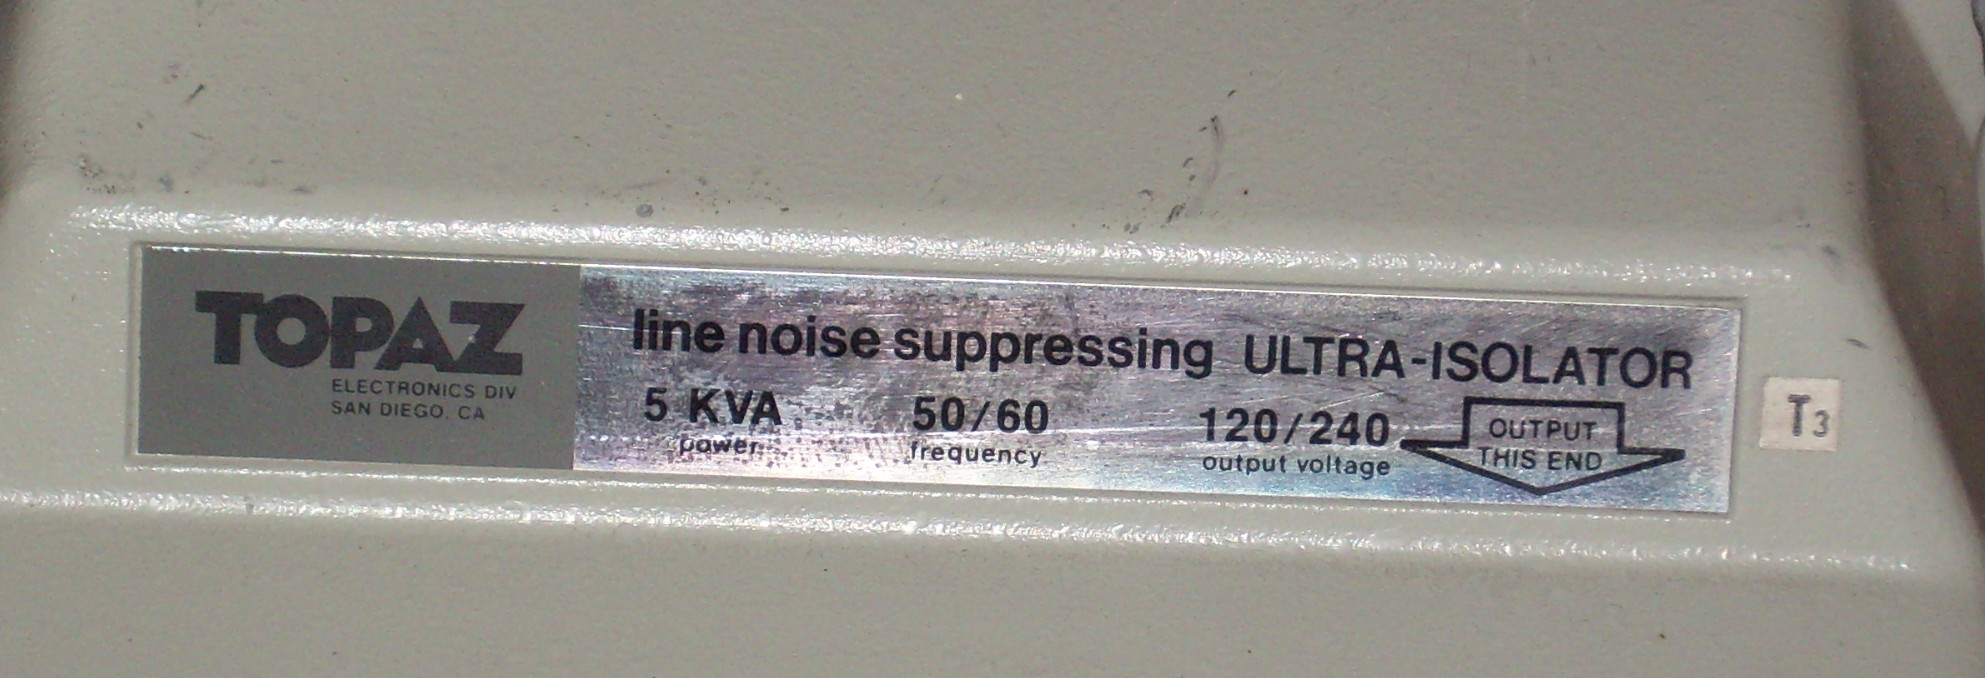 TOPAZ
ELECTRONICS DIV
SAN DIEGO, CA
line noise suppressing ULTRA-ISOLATOR
5 KVA 50/60 120/240
power frequency output voltage
OUTPUT
THIS END
T3